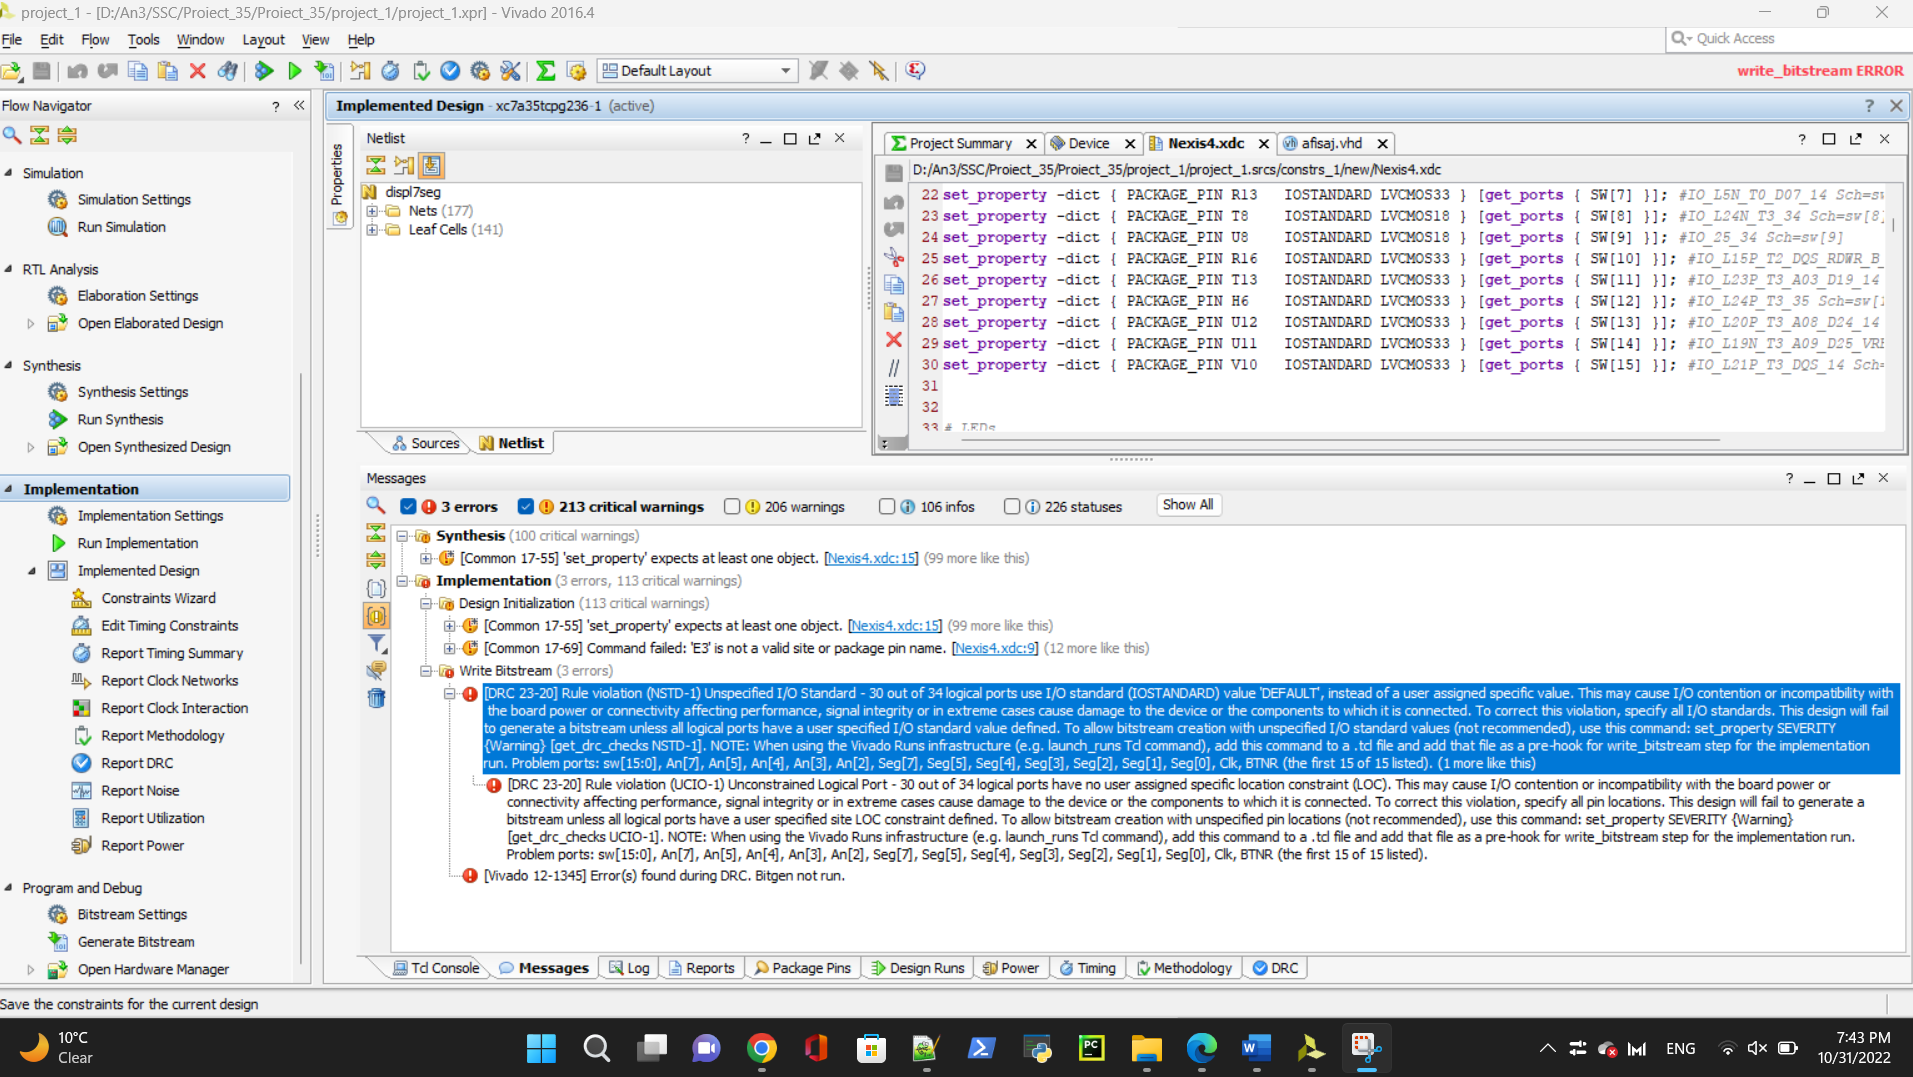 project_1 - [D:/An3/SSC/Proiect_35/Proiect_35/project_1/project_1.xpr] - Vivado 2016.4
File Edit Flow Tools Window Layout View Help
Quick Access
Default Layout
write_bitstream ERROR
Flow Navigator ? «
Simulation
Simulation Settings
Run Simulation
RTL Analysis
Elaboration Settings
Open Elaborated Design
Synthesis
Synthesis Settings
Run Synthesis
Open Synthesized Design
Implementation
Implementation Settings
Run Implementation
Implemented Design
Constraints Wizard
Edit Timing Constraints
Report Timing Summary
Report Clock Networks
Report Clock Interaction
Report Methodology
Report DRC
Report Noise
Report Utilization
Report Power
Program and Debug
Bitstream Settings
Generate Bitstream
Open Hardware Manager
Implemented Design - xc7a35tcpg236-1 (active)
Properties
Netlist
displ7seg
Nets (177)
Leaf Cells (141)
Sources Netlist
Project Summary Device Nexis4.xdc afisaj.vhd
D:/An3/SSC/Proiect_35/Proiect_35/project_1/project_1.srcs/constrs_1/new/Nexis4.xdc
22 set_property -dict { PACKAGE_PIN R13 IOSTANDARD LVCMOS33 } [get_ports { SW[7] }]; #IO_L5N_T0_D07_14 Sch=sw
23 set_property -dict { PACKAGE_PIN T8 IOSTANDARD LVCMOS18 } [get_ports { SW[8] }]; #IO_L24N_T3_34 Sch=sw[8]
24 set_property -dict { PACKAGE_PIN U8 IOSTANDARD LVCMOS18 } [get_ports { SW[9] }]; #IO_25_34 Sch=sw[9]
25 set_property -dict { PACKAGE_PIN R16 IOSTANDARD LVCMOS33 } [get_ports { SW[10] }]; #IO_L15P_T2_DQS_RDWR_B_
26 set_property -dict { PACKAGE_PIN T13 IOSTANDARD LVCMOS33 } [get_ports { SW[11] }]; #IO_L23P_T3_A03_D19_14
27 set_property -dict { PACKAGE_PIN H6 IOSTANDARD LVCMOS33 } [get_ports { SW[12] }]; #IO_L24P_T3_35 Sch=sw[1
28 set_property -dict { PACKAGE_PIN U12 IOSTANDARD LVCMOS33 } [get_ports { SW[13] }]; #IO_L20P_T3_A08_D24_14
29 set_property -dict { PACKAGE_PIN U11 IOSTANDARD LVCMOS33 } [get_ports { SW[14] }]; #IO_L19N_T3_A09_D25_VRE
30 set_property -dict { PACKAGE_PIN V10 IOSTANDARD LVCMOS33 } [get_ports { SW[15] }]; #IO_L21P_T3_DQS_14 Sch=
31
32
33 # LEDs
Messages
3 errors 213 critical warnings 206 warnings 106 infos 226 statuses Show All
Synthesis (100 critical warnings)
[Common 17-55] 'set_property' expects at least one object. [Nexis4.xdc:15] (99 more like this)
Implementation (3 errors, 113 critical warnings)
Design Initialization (113 critical warnings)
[Common 17-55] 'set_property' expects at least one object. [Nexis4.xdc:15] (99 more like this)
[Common 17-69] Command failed: 'E3' is not a valid site or package pin name. [Nexis4.xdc:9] (12 more like this)
Write Bitstream (3 errors)
[DRC 23-20] Rule violation (NSTD-1) Unspecified I/O Standard - 30 out of 34 logical ports use I/O standard (IOSTANDARD) value 'DEFAULT', instead of a user assigned specific value. This may cause I/O contention or incompatibility with
the board power or connectivity affecting performance, signal integrity or in extreme cases cause damage to the device or the components to which it is connected. To correct this violation, specify all I/O standards. This design will fail
to generate a bitstream unless all logical ports have a user specified I/O standard value defined. To allow bitstream creation with unspecified I/O standard values (not recommended), use this command: set_property SEVERITY
{Warning} [get_drc_checks NSTD-1]. NOTE: When using the Vivado Runs infrastructure (e.g. launch_runs Tcl command), add this command to a .tcl file and add that file as a pre-hook for write_bitstream step for the implementation
run. Problem ports: sw[15:0], An[7], An[5], An[4], An[3], An[2], Seg[7], Seg[5], Seg[4], Seg[3], Seg[2], Seg[1], Seg[0], Clk, BTNR (the first 15 of 15 listed). (1 more like this)
[DRC 23-20] Rule violation (UCIO-1) Unconstrained Logical Port - 30 out of 34 logical ports have no user assigned specific location constraint (LOC). This may cause I/O contention or incompatibility with the board power or
connectivity affecting performance, signal integrity or in extreme cases cause damage to the device or the components to which it is connected. To correct this violation, specify all pin locations. This design will fail to generate a
bitstream unless all logical ports have a user specified site LOC constraint defined. To allow bitstream creation with unspecified pin locations (not recommended), use this command: set_property SEVERITY {Warning}
[get_drc_checks UCIO-1]. NOTE: When using the Vivado Runs infrastructure (e.g. launch_runs Tcl command), add this command to a .tcl file and add that file as a pre-hook for write_bitstream step for the implementation run.
Problem ports: sw[15:0], An[7], An[5], An[4], An[3], An[2], Seg[7], Seg[5], Seg[4], Seg[3], Seg[2], Seg[1], Seg[0], Clk, BTNR (the first 15 of 15 listed).
[Vivado 12-1345] Error(s) found during DRC. Bitgen not run.
Tcl Console Messages Log Reports Package Pins Design Runs Power Timing Methodology DRC
Save the constraints for the current design
10°C
Clear
PC
ENG
7:43 PM
10/31/2022